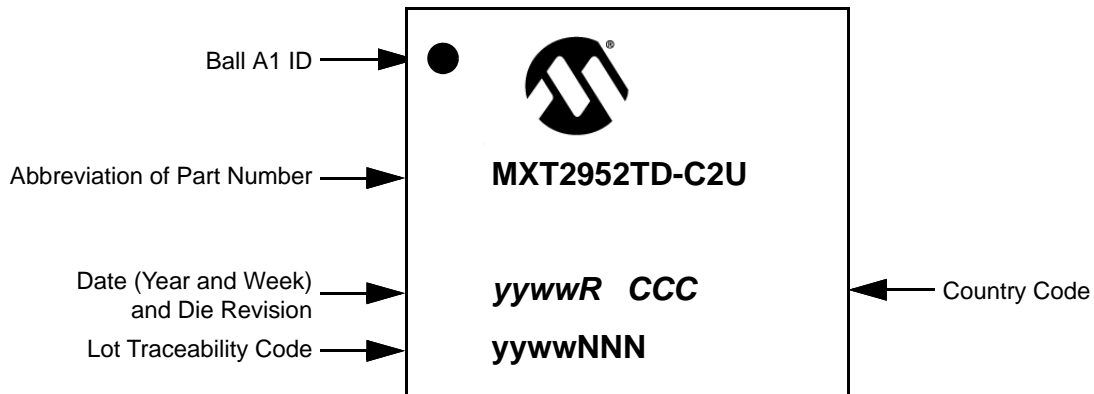 Ball A1 ID
®
Abbreviation of Part Number
MXT2952TD-C2U
Date (Year and Week)
and Die Revision
yywwR CCC
Country Code
Lot Traceability Code
yywwNNN